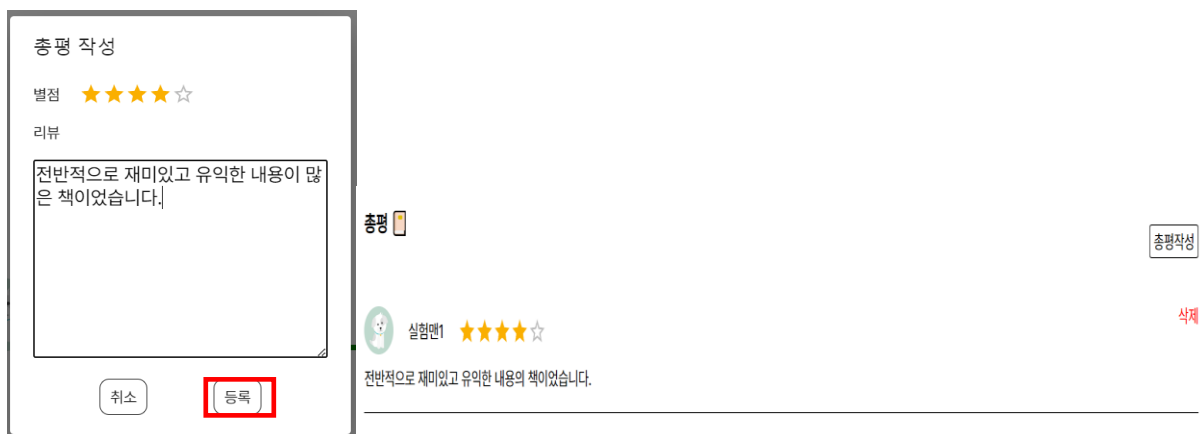 총평 작성
별점
리뷰
전반적으로 재미있고 유익한 내용이 많
은 책이었습니다.
취소 등록
총평
총평작성
실험맨1
삭제
전반적으로 재미있고 유익한 내용의 책이었습니다.